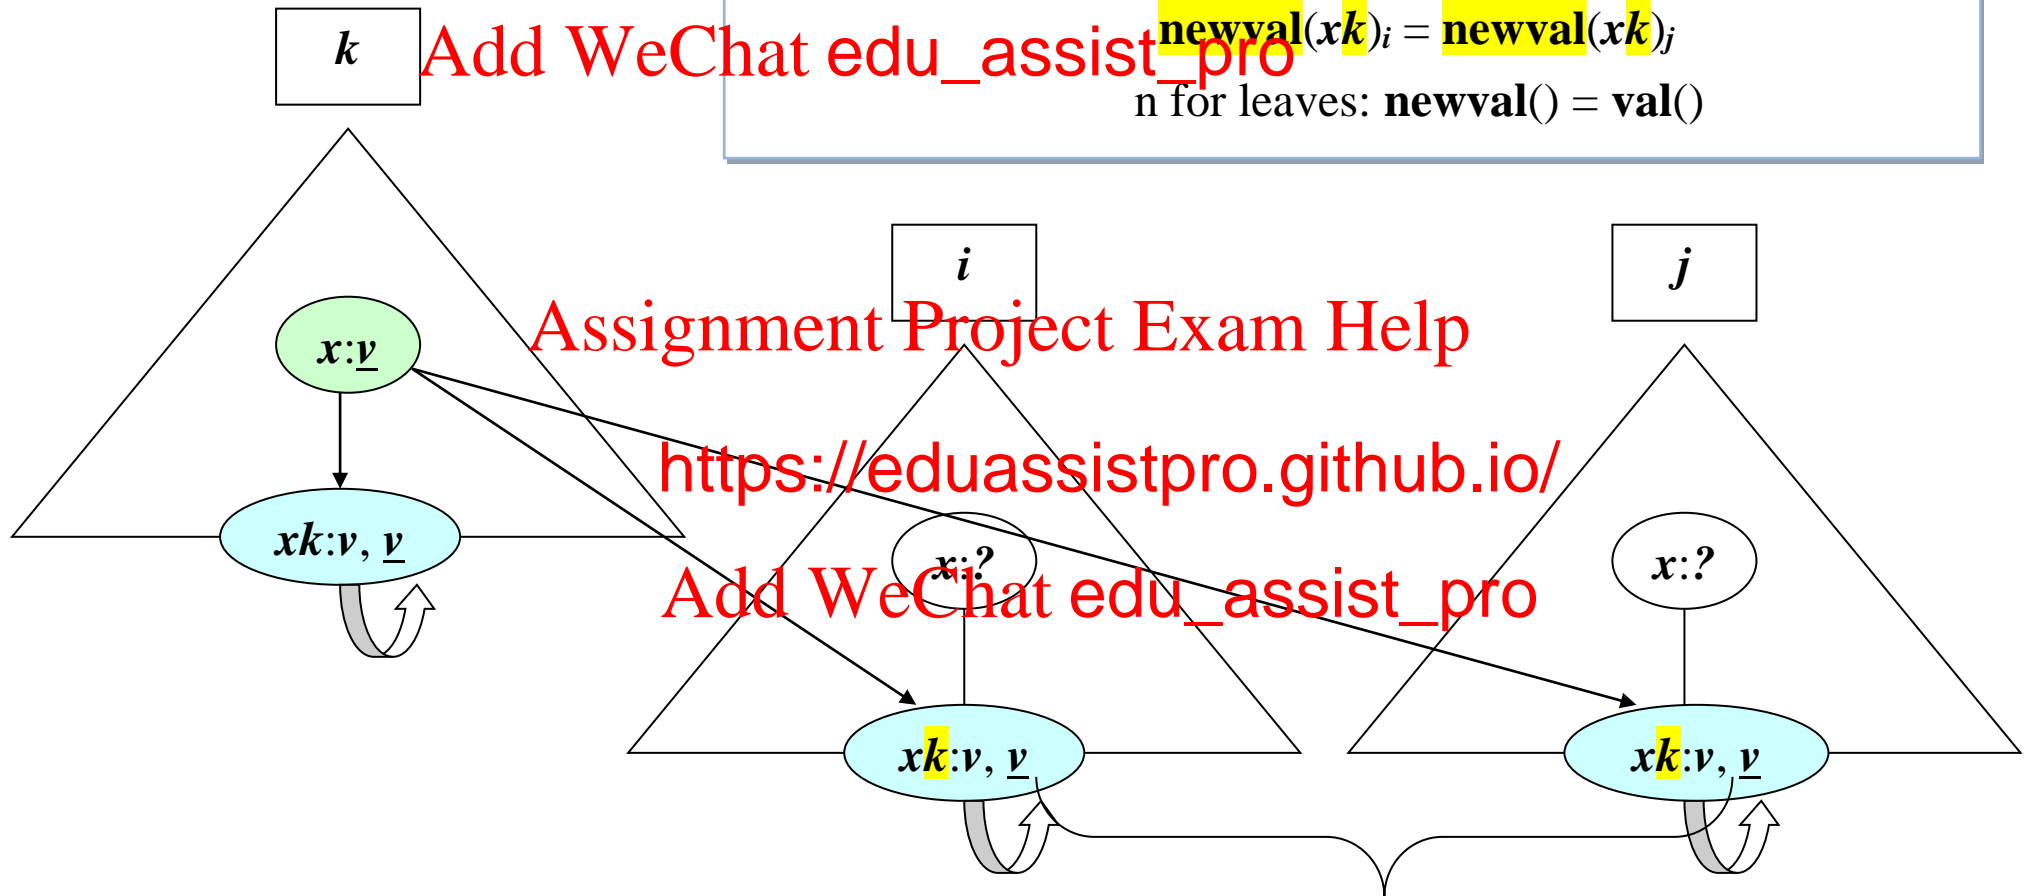 newval(xk)i = newval(xk)j
k
Add WeChat edu_assist_pro
n for leaves: newval() = val()
i
j
Assignment Project Exam Help
x:v
https://eduassistpro.github.io/
xk:v, v
x:?
x:?
Add WeChat edu_assist_pro
xk:v, v
xk:v, v